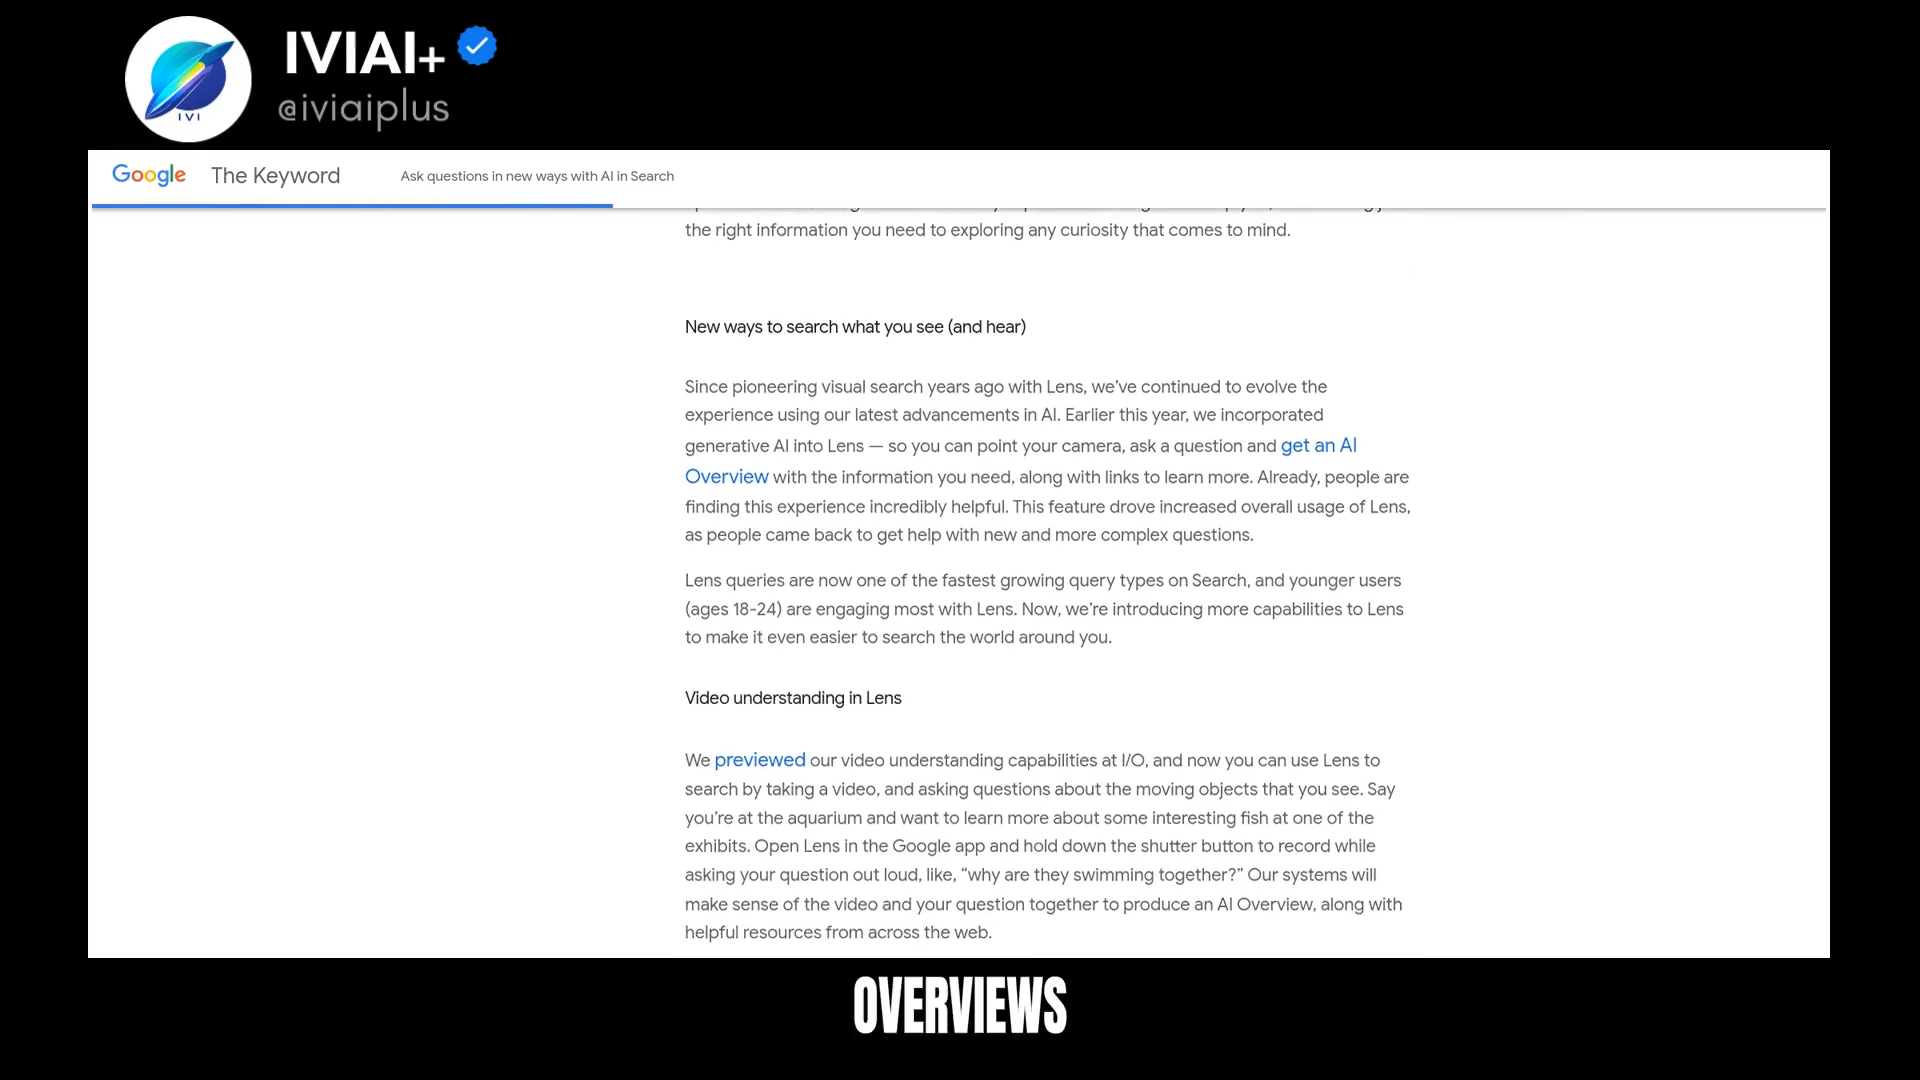 IVIAI+
@iviaiplus
IVI
Google The Keyword Ask questions in new ways with AI in Search
the right information you need to exploring any curiosity that comes to mind.
New ways to search what you see (and hear)
Since pioneering visual search years ago with Lens, we’ve continued to evolve the
experience using our latest advancements in AI. Earlier this year, we incorporated
generative AI into Lens — so you can point your camera, ask a question and get an AI
Overview with the information you need, along with links to learn more. Already, people are
finding this experience incredibly helpful. This feature drove increased overall usage of Lens,
as people came back to get help with new and more complex questions.
Lens queries are now one of the fastest growing query types on Search, and younger users
(ages 18-24) are engaging most with Lens. Now, we’re introducing more capabilities to Lens
to make it even easier to search the world around you.
Video understanding in Lens
We previewed our video understanding capabilities at I/O, and now you can use Lens to
search by taking a video, and asking questions about the moving objects that you see. Say
you’re at the aquarium and want to learn more about some interesting fish at one of the
exhibits. Open Lens in the Google app and hold down the shutter button to record while
asking your question out loud, like, “why are they swimming together?” Our systems will
make sense of the video and your question together to produce an AI Overview, along with
helpful resources from across the web.
OVERVIEWS